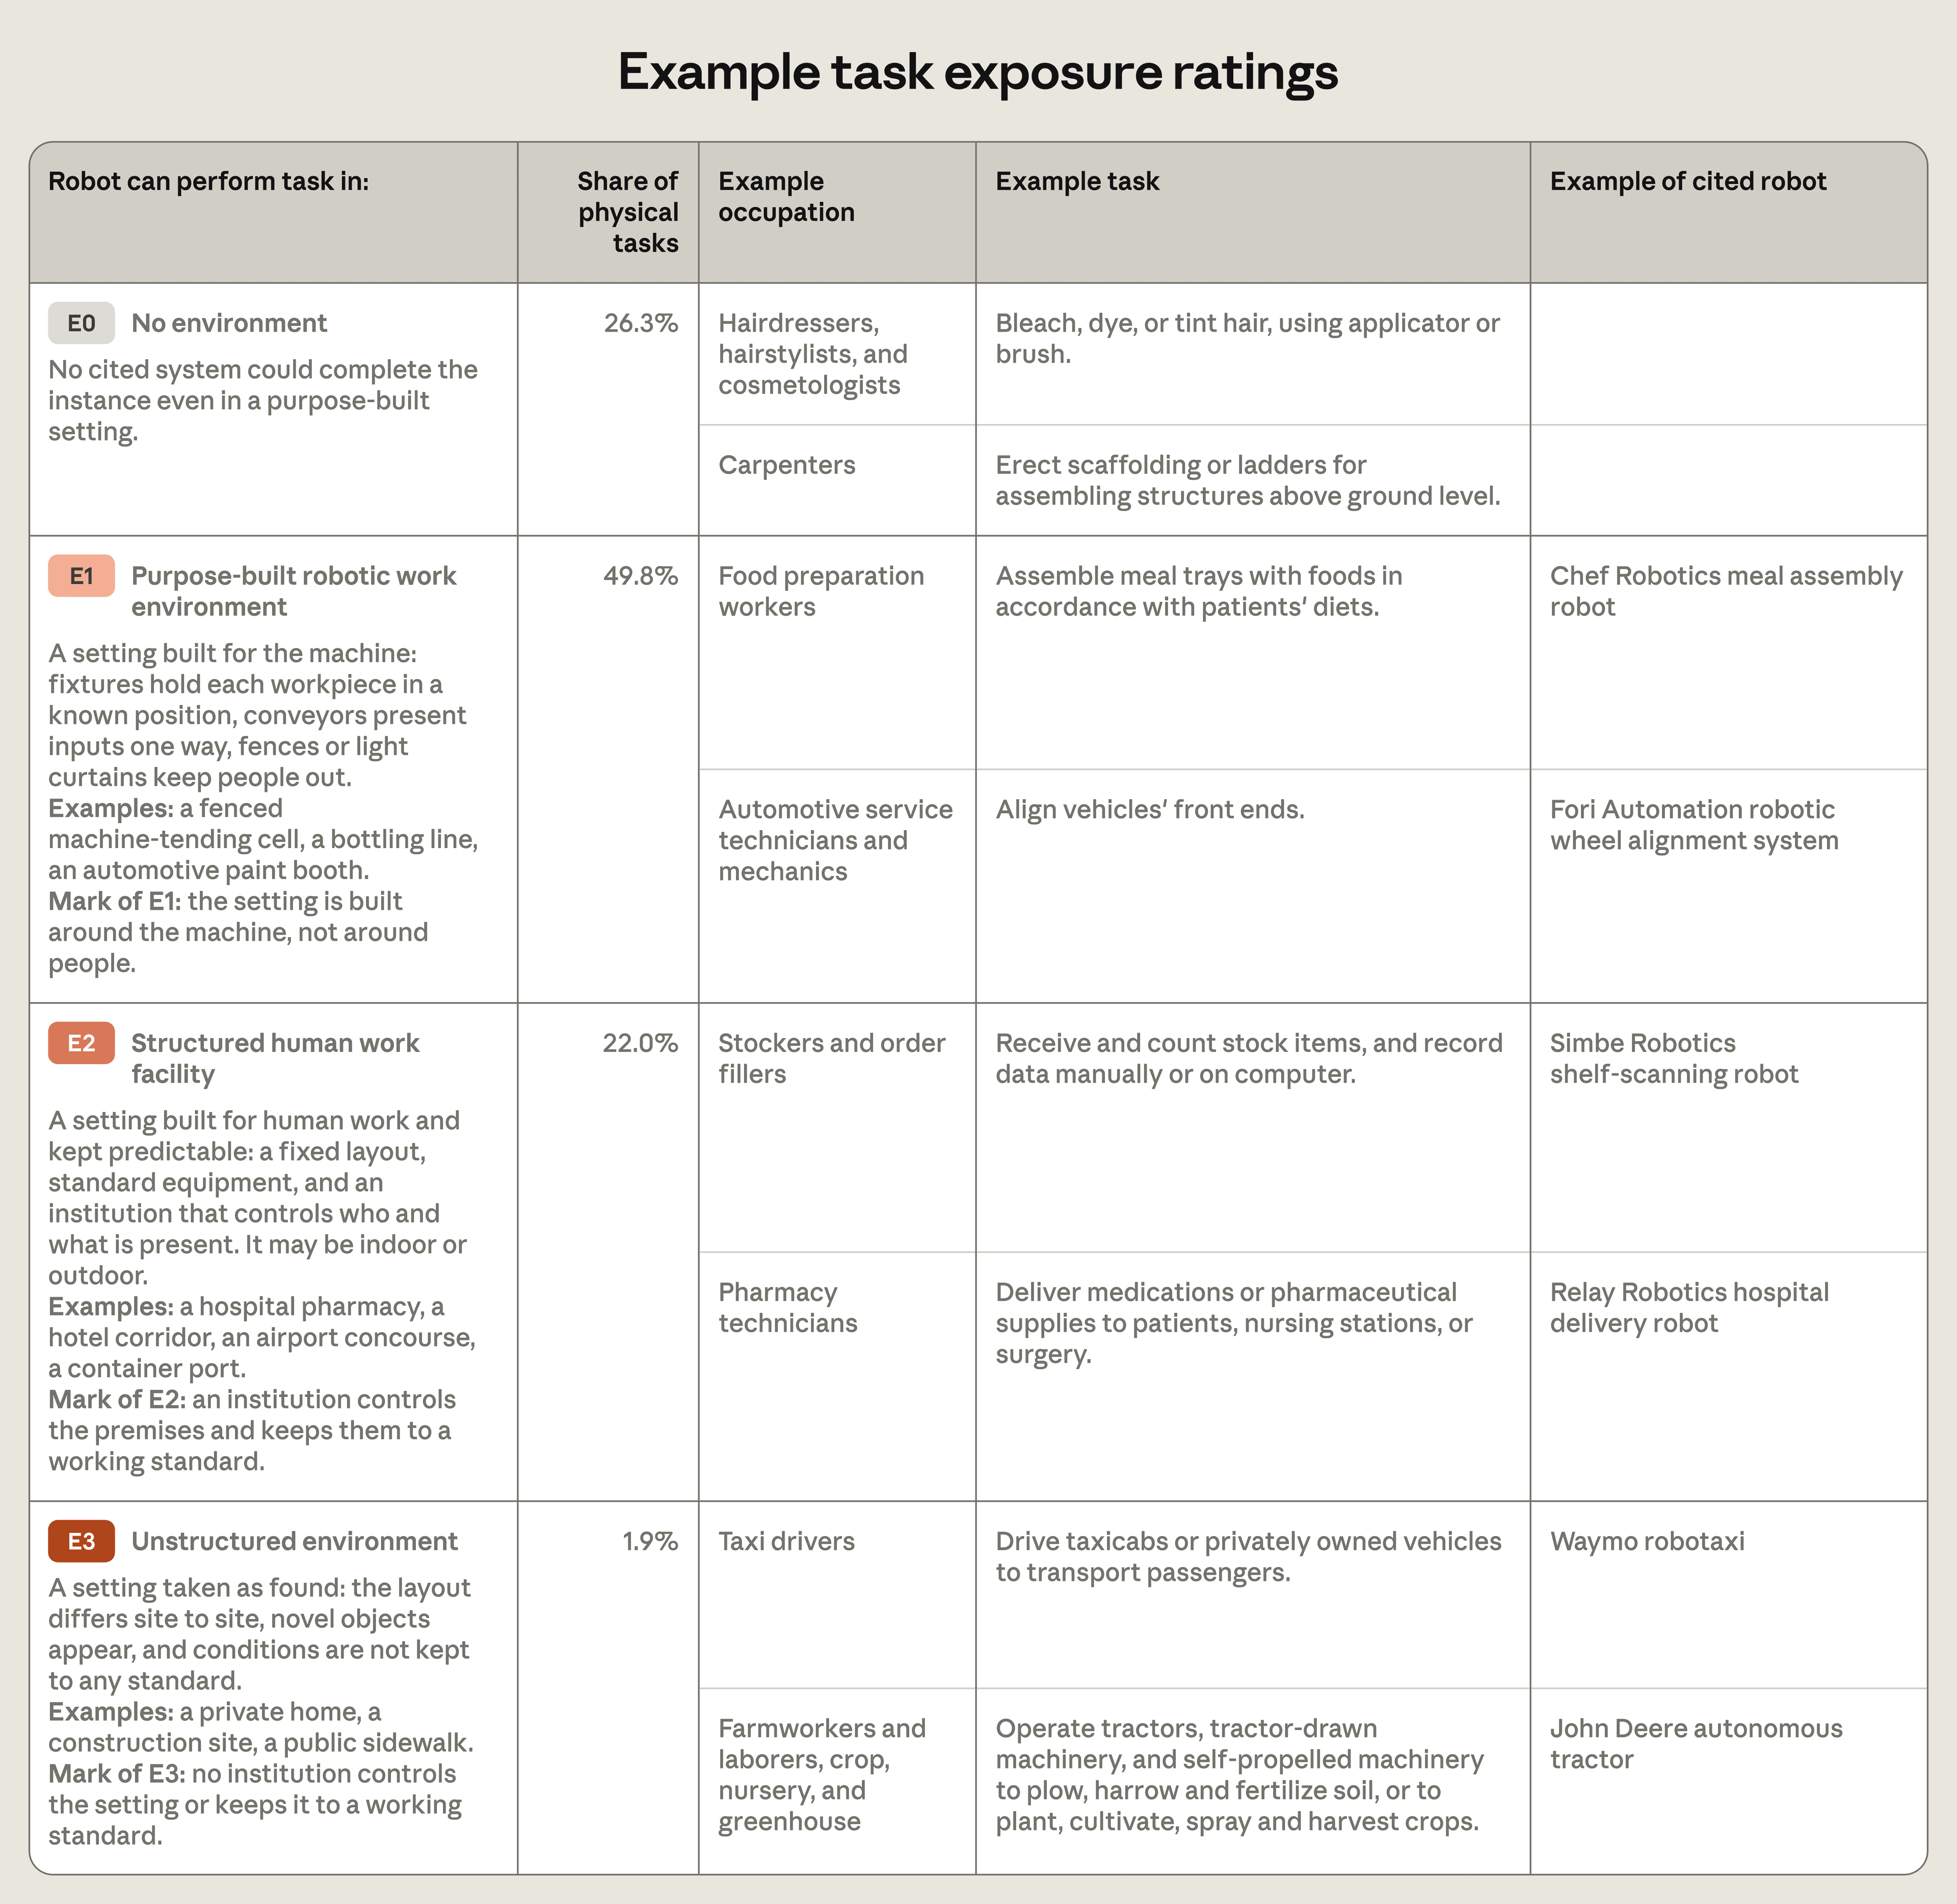 Example task exposure ratings
Robot can perform task in:
Share of
physical
tasks
Example
occupation
Example task
Example of cited robot
E0 No environment
No cited system could complete the
instance even in a purpose-built
setting.
26.3%
Hairdressers,
hairstylists, and
cosmetologists
Bleach, dye, or tint hair, using applicator or
brush.
Carpenters
Erect scaffolding or ladders for
assembling structures above ground level.
E1 Purpose-built robotic work
environment
A setting built for the machine:
fixtures hold each workpiece in a
known position, conveyors present
inputs one way, fences or light
curtains keep people out.
Examples: a fenced
machine-tending cell, a bottling line,
an automotive paint booth.
Mark of E1: the setting is built
around the machine, not around
people.
49.8%
Food preparation
workers
Assemble meal trays with foods in
accordance with patients' diets.
Chef Robotics meal assembly
robot
Automotive service
technicians and
mechanics
Align vehicles' front ends.
Fori Automation robotic
wheel alignment system
E2 Structured human work
facility
A setting built for human work and
kept predictable: a fixed layout,
standard equipment, and an
institution that controls who and
what is present. It may be indoor or
outdoor.
Examples: a hospital pharmacy, a
hotel corridor, an airport concourse,
a container port.
Mark of E2: an institution controls
the premises and keeps them to a
working standard.
22.0%
Stockers and order
fillers
Receive and count stock items, and record
data manually or on computer.
Simbe Robotics
shelf-scanning robot
Pharmacy
technicians
Deliver medications or pharmaceutical
supplies to patients, nursing stations, or
surgery.
Relay Robotics hospital
delivery robot
E3 Unstructured environment
A setting taken as found: the layout
differs site to site, novel objects
appear, and conditions are not kept
to any standard.
Examples: a private home, a
construction site, a public sidewalk.
Mark of E3: no institution controls
the setting or keeps it to a working
standard.
1.9%
Taxi drivers
Drive taxicabs or privately owned vehicles
to transport passengers.
Waymo robotaxi
Farmworkers and
laborers, crop,
nursery, and
greenhouse
Operate tractors, tractor-drawn
machinery, and self-propelled machinery
to plow, harrow and fertilize soil, or to
plant, cultivate, spray and harvest crops.
John Deere autonomous
tractor